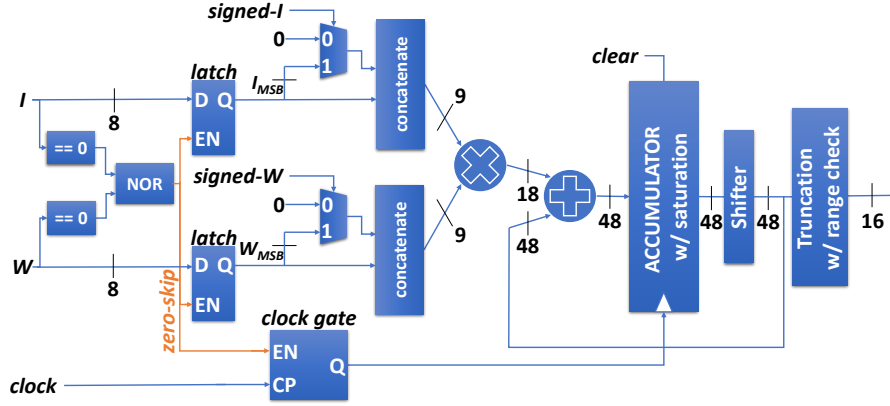 signed-I
0
0
1
latch
I_MSB
I
8
D Q
EN
== 0
NOR
concatenate
9
clear
ACCUMULATOR
w/ saturation
Shifter
Truncation
w/ range check
18
48
48
48
48
16
signed-W
0
0
1
== 0
latch
W_MSB
W
8
D Q
EN
concatenate
9
zero-skip
clock gate
EN
Q
CP
clock